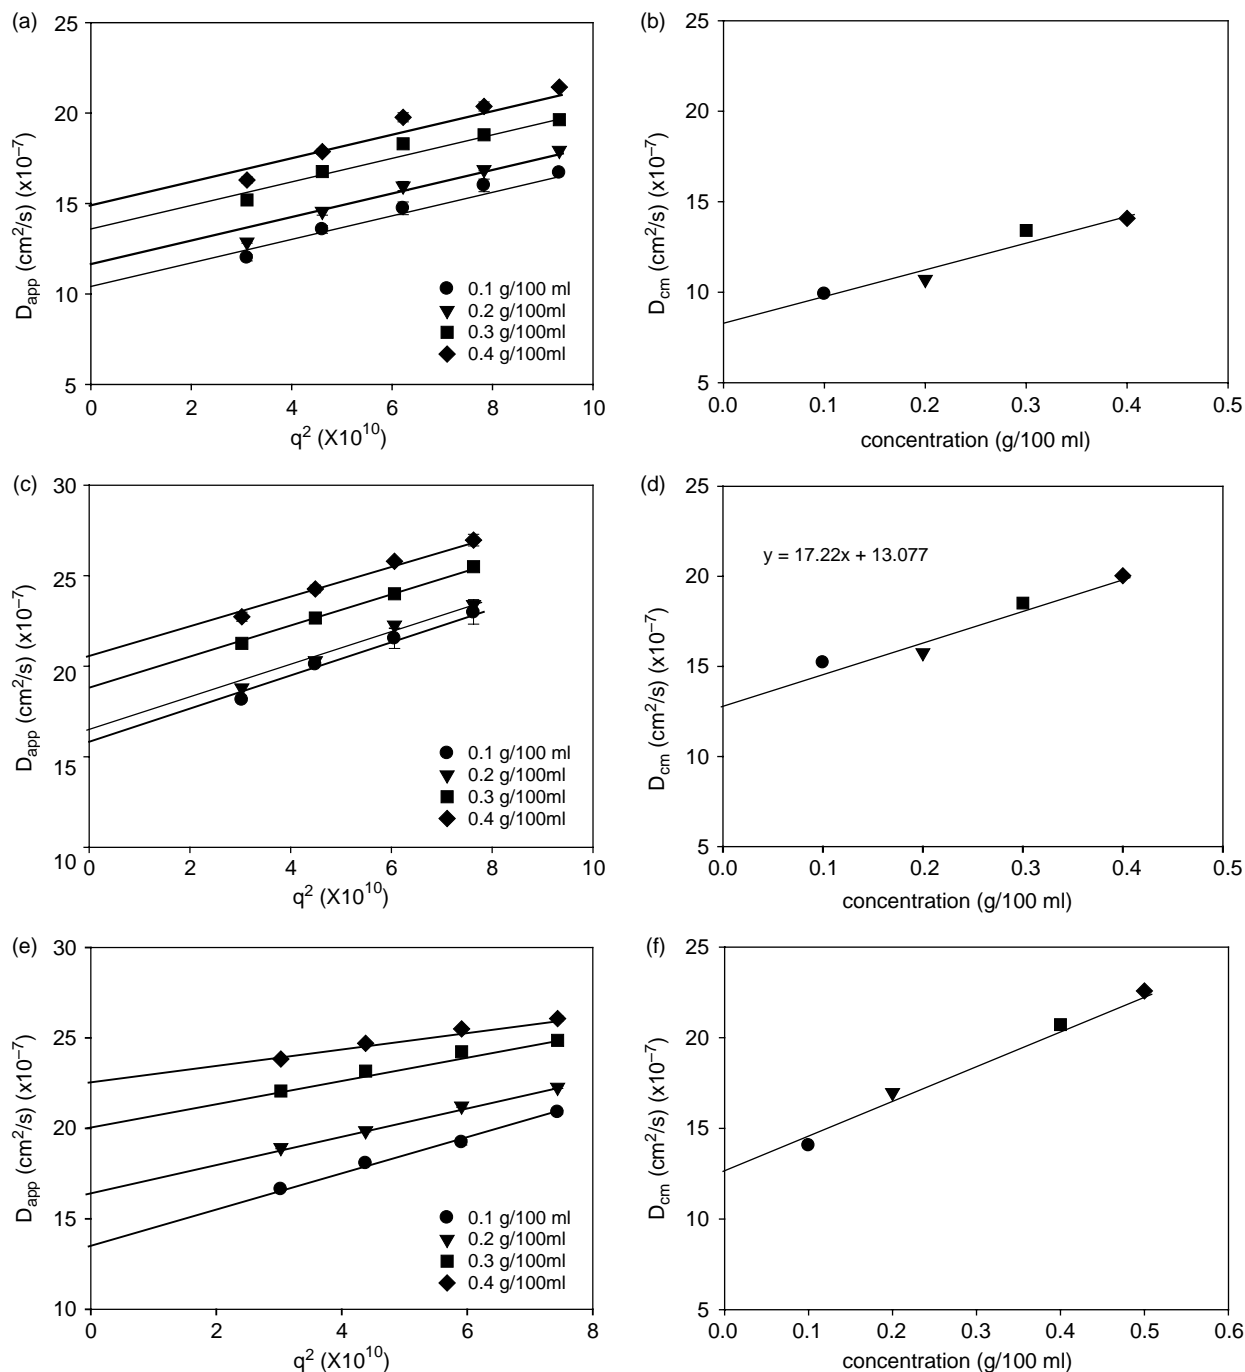 (a)
25
20
15
10
5
D_app (cm²/s) (x10⁻⁷)
0.1 g/100 ml
0.2 g/100ml
0.3 g/100ml
0.4 g/100ml
0 2 4 6 8 10
q² (X10¹⁰)
(b)
25
20
15
10
5
D_cm (cm²/s) (x10⁻⁷)
0.0 0.1 0.2 0.3 0.4 0.5
concentration (g/100 ml)
(c)
30
25
20
15
10
D_app (cm²/s) (x10⁻⁷)
0.1 g/100 ml
0.2 g/100ml
0.3 g/100ml
0.4 g/100ml
0 2 4 6 8 10
q² (X10¹⁰)
(d)
25
20
15
10
5
D_cm (cm²/s) (x10⁻⁷)
y = 17.22x + 13.077
0.0 0.1 0.2 0.3 0.4 0.5
concentration (g/100 ml)
(e)
30
25
20
15
10
D_app (cm²/s) (x10⁻⁷)
0.1 g/100 ml
0.2 g/100ml
0.3 g/100ml
0.4 g/100ml
0 2 4 6 8
q² (X10¹⁰)
(f)
25
20
15
10
5
D_cm (cm²/s) (x10⁻⁷)
0.0 0.1 0.2 0.3 0.4 0.5 0.6
concentration (g/100 ml)